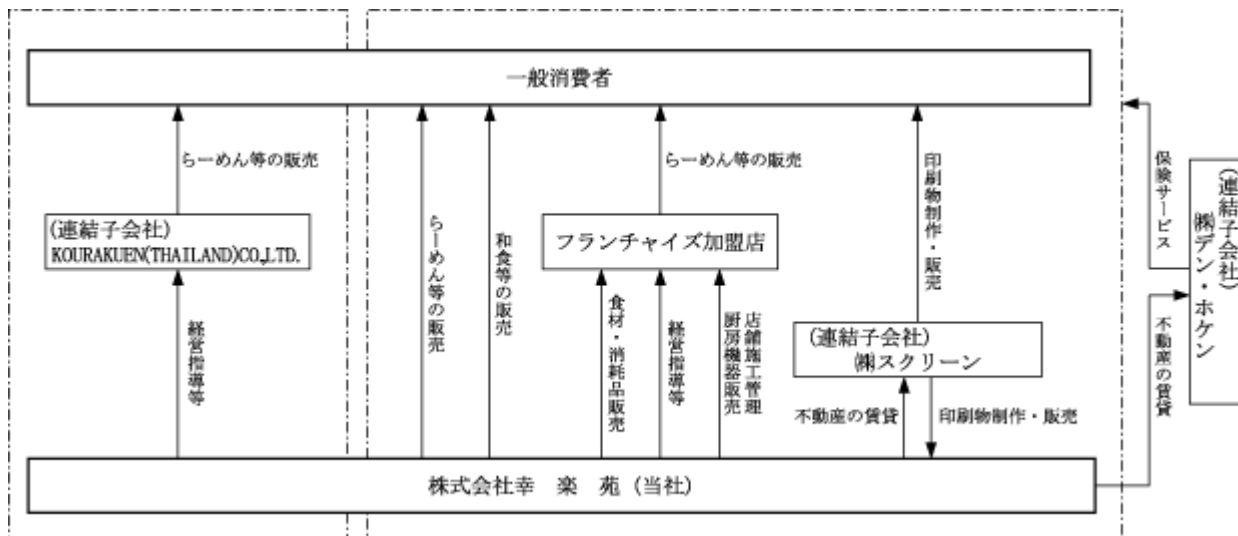 一般消費者
らーめん等の販売
らーめん等の販売
(連結子会社)
KOURAKUEN(THAILAND)CO.,LTD.
らーめん等の販売
和食等の販売
フランチャイズ加盟店
印刷物制作・販売
保険サービス
(連結子会社)
㈱デン・ホケン
経営指導等
食材・消耗品販売
経営指導等
店舗施工管理
厨房機器販売
(連結子会社)
㈱スクリーン
不動産の賃貸
印刷物制作・販売
不動産の賃貸
株式会社幸 楽 苑 (当社)